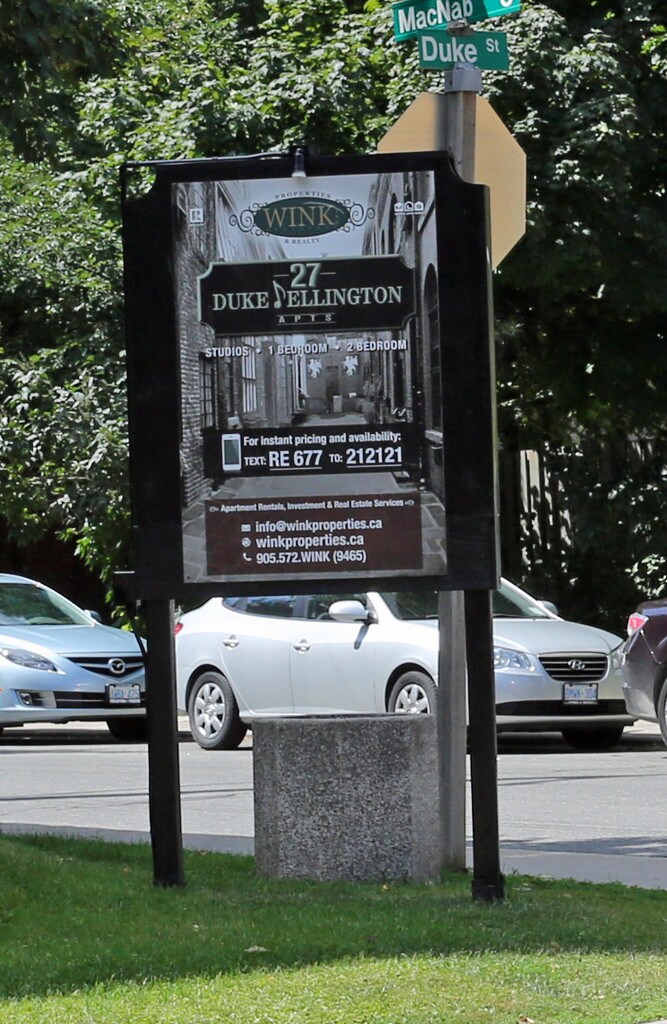 MacNab S
Duke St
PROPERTIES
WINK
& REALTY
27
DUKE ELLINGTON
APTS
STUDIOS • 1 BEDROOM • 2 BEDROOM
For instant pricing and availability:
TEXT: RE 677 TO: 212121
Apartment Rentals, Investment & Real Estate Services
info@winkproperties.ca
winkproperties.ca
905.572.WINK (9465)